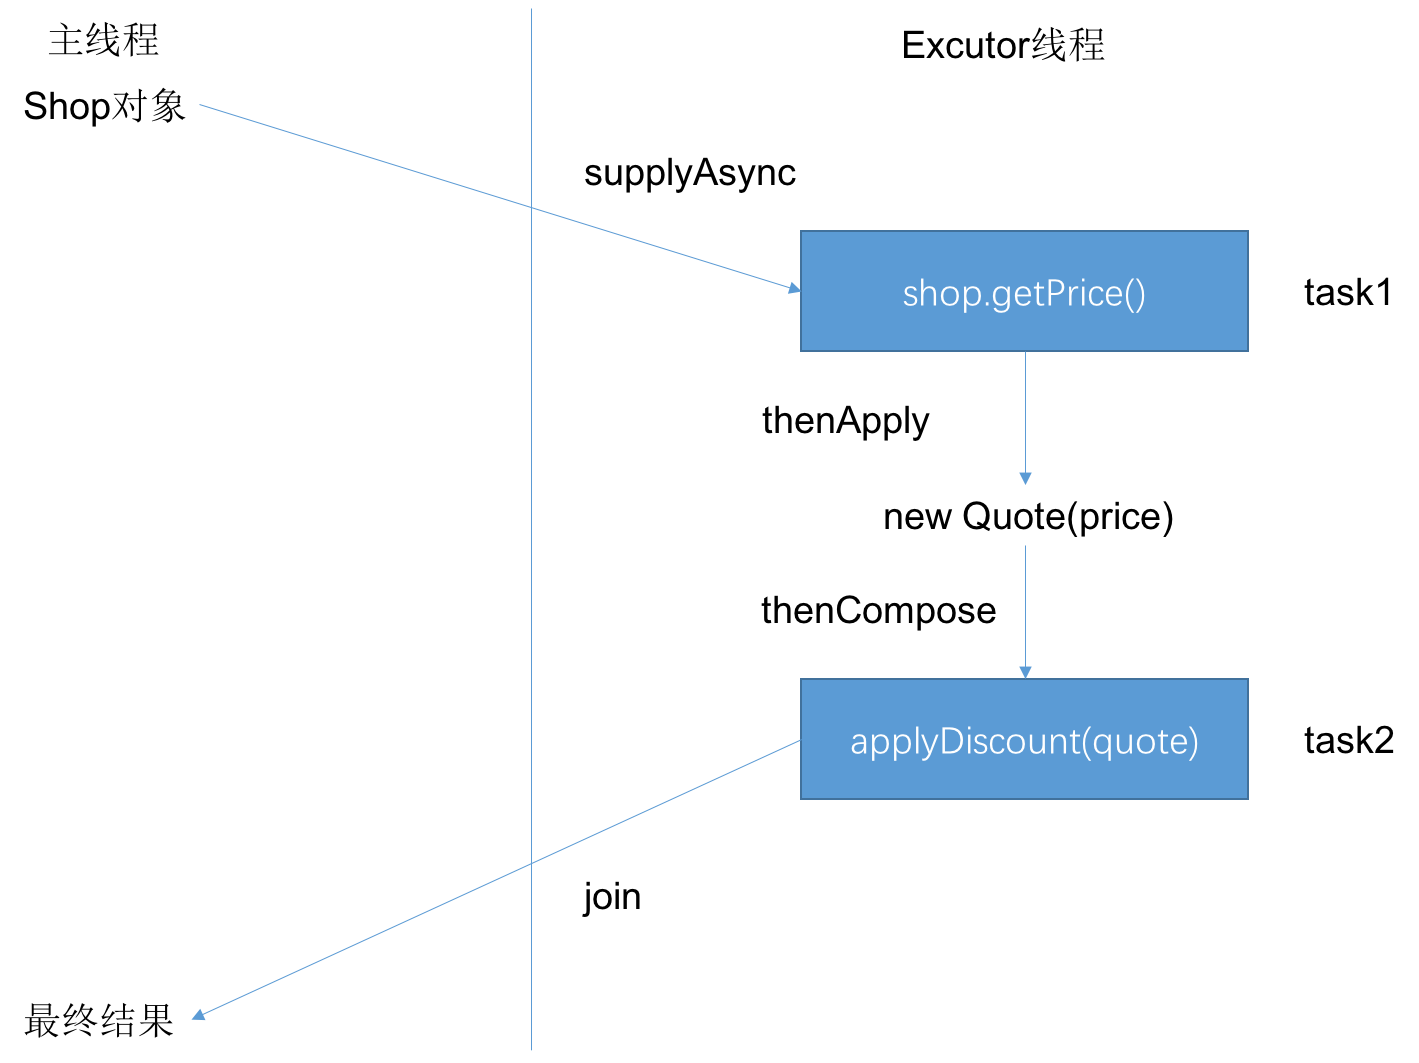 主线程
Excutor线程
Shop对象
supplyAsync
shop.getPrice()
task1
thenApply
new Quote(price)
thenCompose
applyDiscount(quote)
task2
join
最终结果